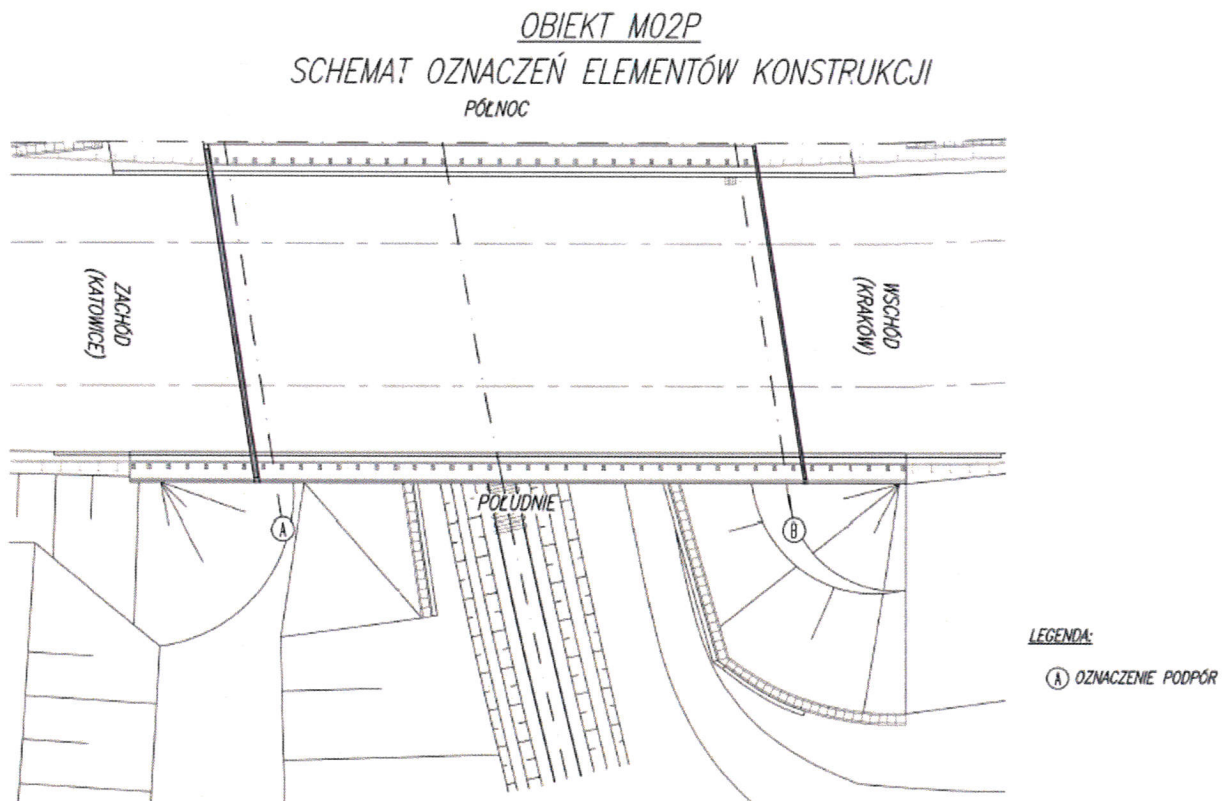 OBIEKT M02P
SCHEMAT OZNACZEŃ ELEMENTÓW KONSTRUKCJI
PÓŁNOC
ZACHÓD
(KATOWICE)
WSCHÓD
(KRAKÓW)
POŁUDNIE
A
B
LEGENDA:
A OZNACZENIE PODPÓR